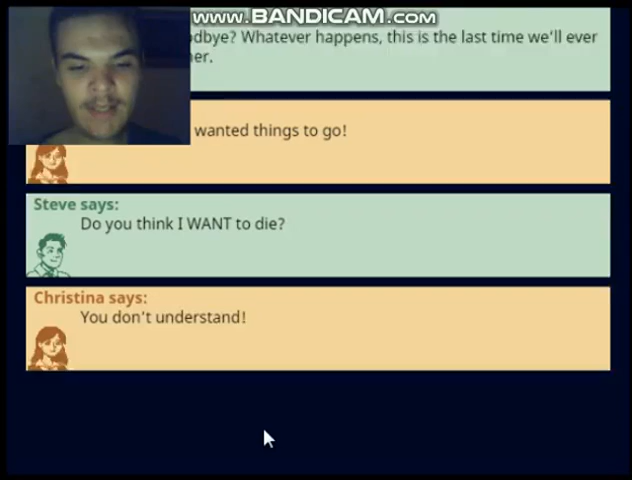 WWW.BANDICAM.COM
dbye? Whatever happens, this is the last time we'll ever
her.
wanted things to go!
Steve says:
Do you think I WANT to die?
Christina says:
You don't understand!